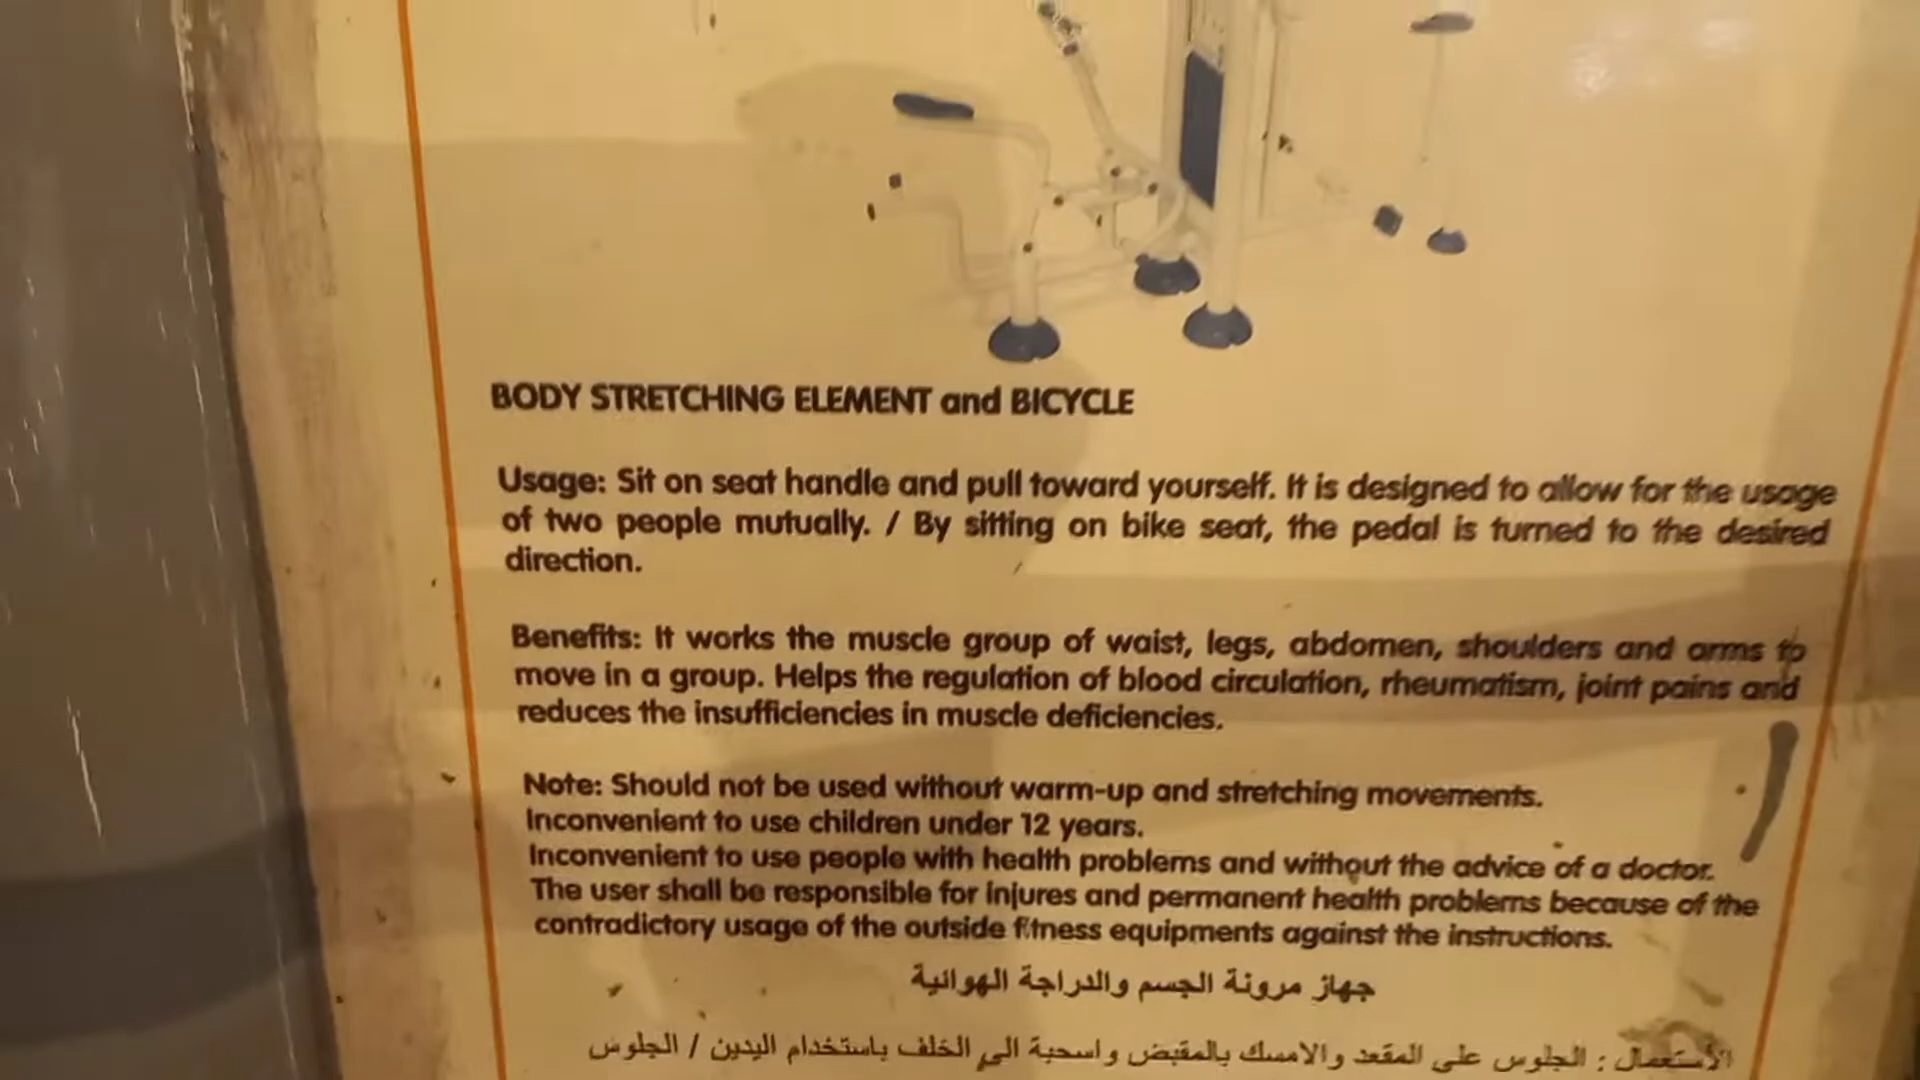 BODY STRETCHING ELEMENT and BICYCLE
Usage: Sit on seat handle and pull toward yourself. It is designed to allow for the usage
of two people mutually. / By sitting on bike seat, the pedal is turned to the desired
direction.
Benefits: It works the muscle group of waist, legs, abdomen, shoulders and arms to
move in a group. Helps the regulation of blood circulation, rheumatism, joint pains and
reduces the insufficiencies in muscle deficiencies.
Note: Should not be used without warm-up and stretching movements.
Inconvenient to use children under 12 years.
Inconvenient to use people with health problems and without the advice of a doctor.
The user shall be responsible for injures and permanent health problems because of the
contradictory usage of the outside fitness equipments against the instructions.
جهاز مرونة الجسم والدراجة الهوائية
الأستعمال : الجلوس على المقعد والامسك بالمقبض واسحبة الى الخلف باستخدام اليدين / الجلوس